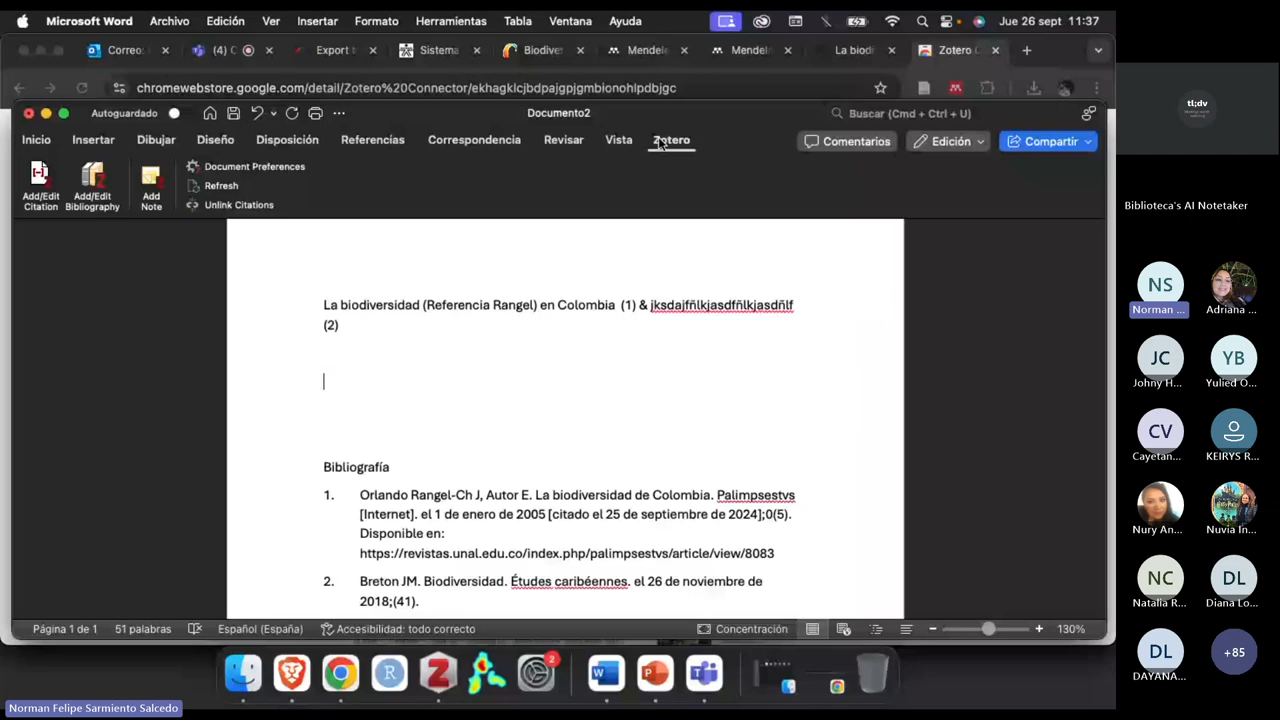 Microsoft Word Archivo Edición Ver Insertar Formato Herramientas Tabla Ventana Ayuda Jue 26 sept 11:37
Correo: (4) C Export t Sistema Biodive: Mendele Mendel La biodi Zotero
chromewebstore.google.com/detail/Zotero%20Connector/ekhagklcjbdpajgpjgmbionohlpdbjgc
Autoguardado Documento2 Buscar (Cmd + Ctrl + U)
Inicio Insertar Dibujar Diseño Disposición Referencias Correspondencia Revisar Vista Zotero Comentarios Edición Compartir
Add/Edit Citation
Add/Edit Bibliography
Add Note
Document Preferences
Refresh
Unlink Citations
La biodiversidad (Referencia Rangel) en Colombia (1) & jksdajfñlkjasdfñlkjasdñlf
(2)
Bibliografía
1. Orlando Rangel-Ch J, Autor E. La biodiversidad de Colombia. Palimpsestvs
[Internet]. el 1 de enero de 2005 [citado el 25 de septiembre de 2024];0(5).
Disponible en:
https://revistas.unal.edu.co/index.php/palimpsestvs/article/view/8083
2. Breton JM. Biodiversidad. Études caribéennes. el 26 de noviembre de
2018;(41).
Página 1 de 1 51 palabras Español (España) Accesibilidad: todo correcto Concentración 130%
2
Norman Felipe Sarmiento Salcedo
tl;dv
Biblioteca's AI Notetaker
NS
Norman ... Adriana ...
JC YB
Johny H... Yulied O...
CV
Cayetan... KEIRYS R...
Nury An... Nuvia In...
NC DL
Natalia R... Diana Lo...
DL +85
DAYANA...